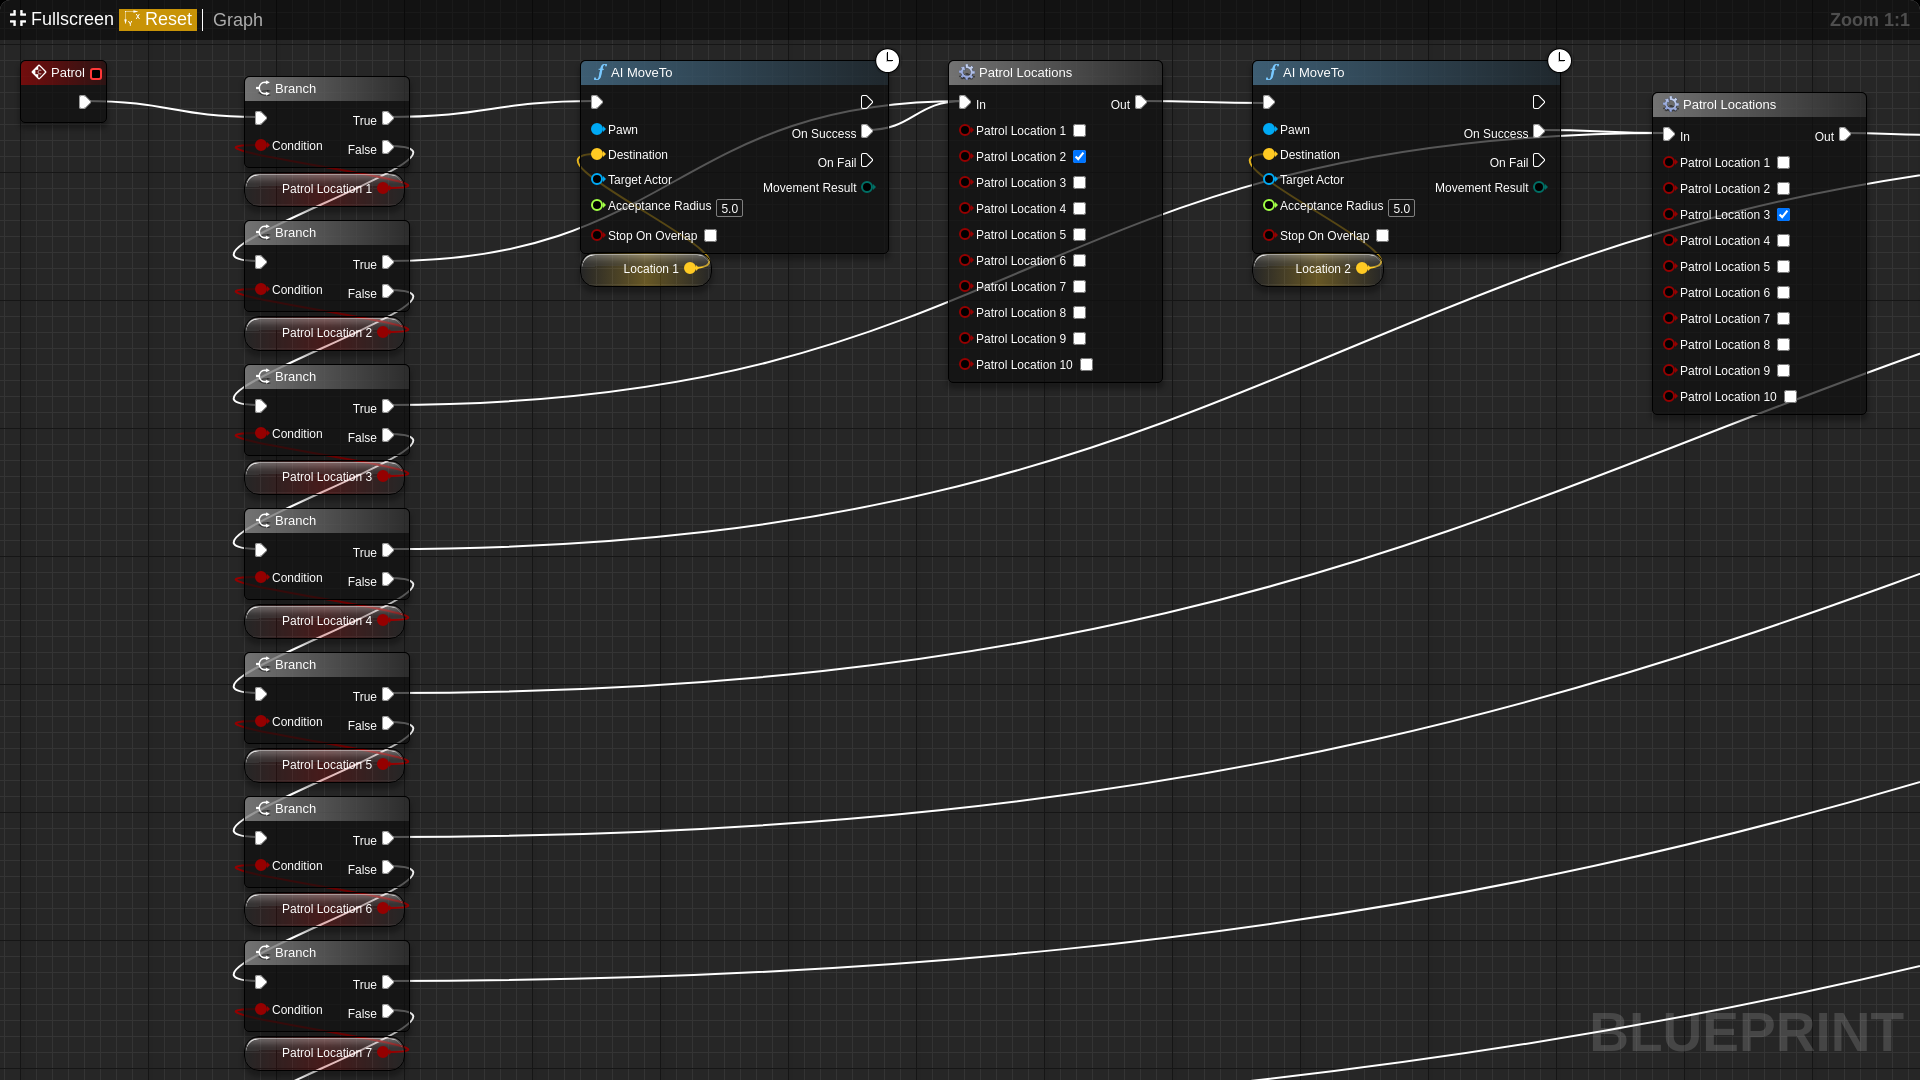 Fullscreen Reset Graph Zoom 1:1
Patrol
Branch
True
Condition
False
Patrol Location 1
Branch
True
Condition
False
Patrol Location 2
Branch
True
Condition
False
Patrol Location 3
Branch
True
Condition
False
Patrol Location 4
Branch
True
Condition
False
Patrol Location 5
Branch
True
Condition
False
Patrol Location 6
Branch
True
Condition
False
Patrol Location 7
AI MoveTo
Pawn
On Success
Destination
On Fail
Target Actor
Movement Result
Acceptance Radius 5.0
Stop On Overlap
Location 1
Patrol Locations
In Out
Patrol Location 1
Patrol Location 2
Patrol Location 3
Patrol Location 4
Patrol Location 5
Patrol Location 6
Patrol Location 7
Patrol Location 8
Patrol Location 9
Patrol Location 10
AI MoveTo
Pawn
On Success
Destination
On Fail
Target Actor
Movement Result
Acceptance Radius 5.0
Stop On Overlap
Location 2
Patrol Locations
In Out
Patrol Location 1
Patrol Location 2
Patrol Location 3
Patrol Location 4
Patrol Location 5
Patrol Location 6
Patrol Location 7
Patrol Location 8
Patrol Location 9
Patrol Location 10
BLUEPRINT